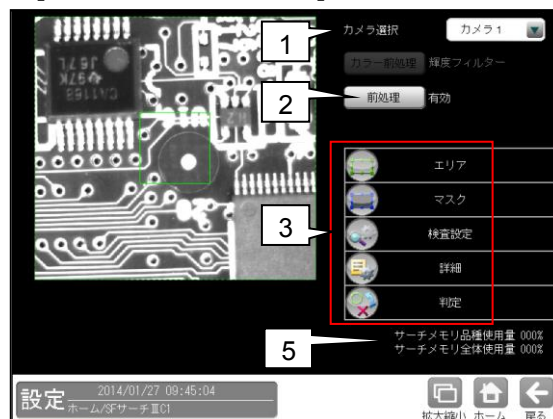 1
カメラ選択
カメラ1
カラー前処理
輝度フィルター
2
前処理
有効
J67L
97K
CA1168
3
エリア
マスク
検査設定
詳細
判定
5
サーチメモリ品種使用量 000%
サーチメモリ全体使用量 000%
設定
2014/01/27 09:45:04
ホーム/SFサーチⅢC1
拡大縮小
ホーム
戻る